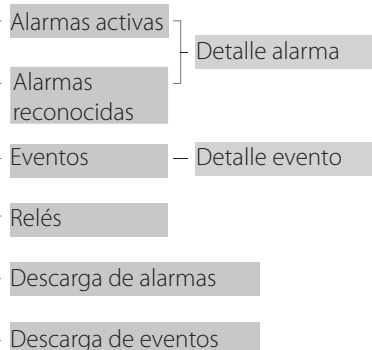 Alarmas activas
Detalle alarma
Alarmas
reconocidas
Eventos
Detalle evento
Relés
Descarga de alarmas
Descarga de eventos